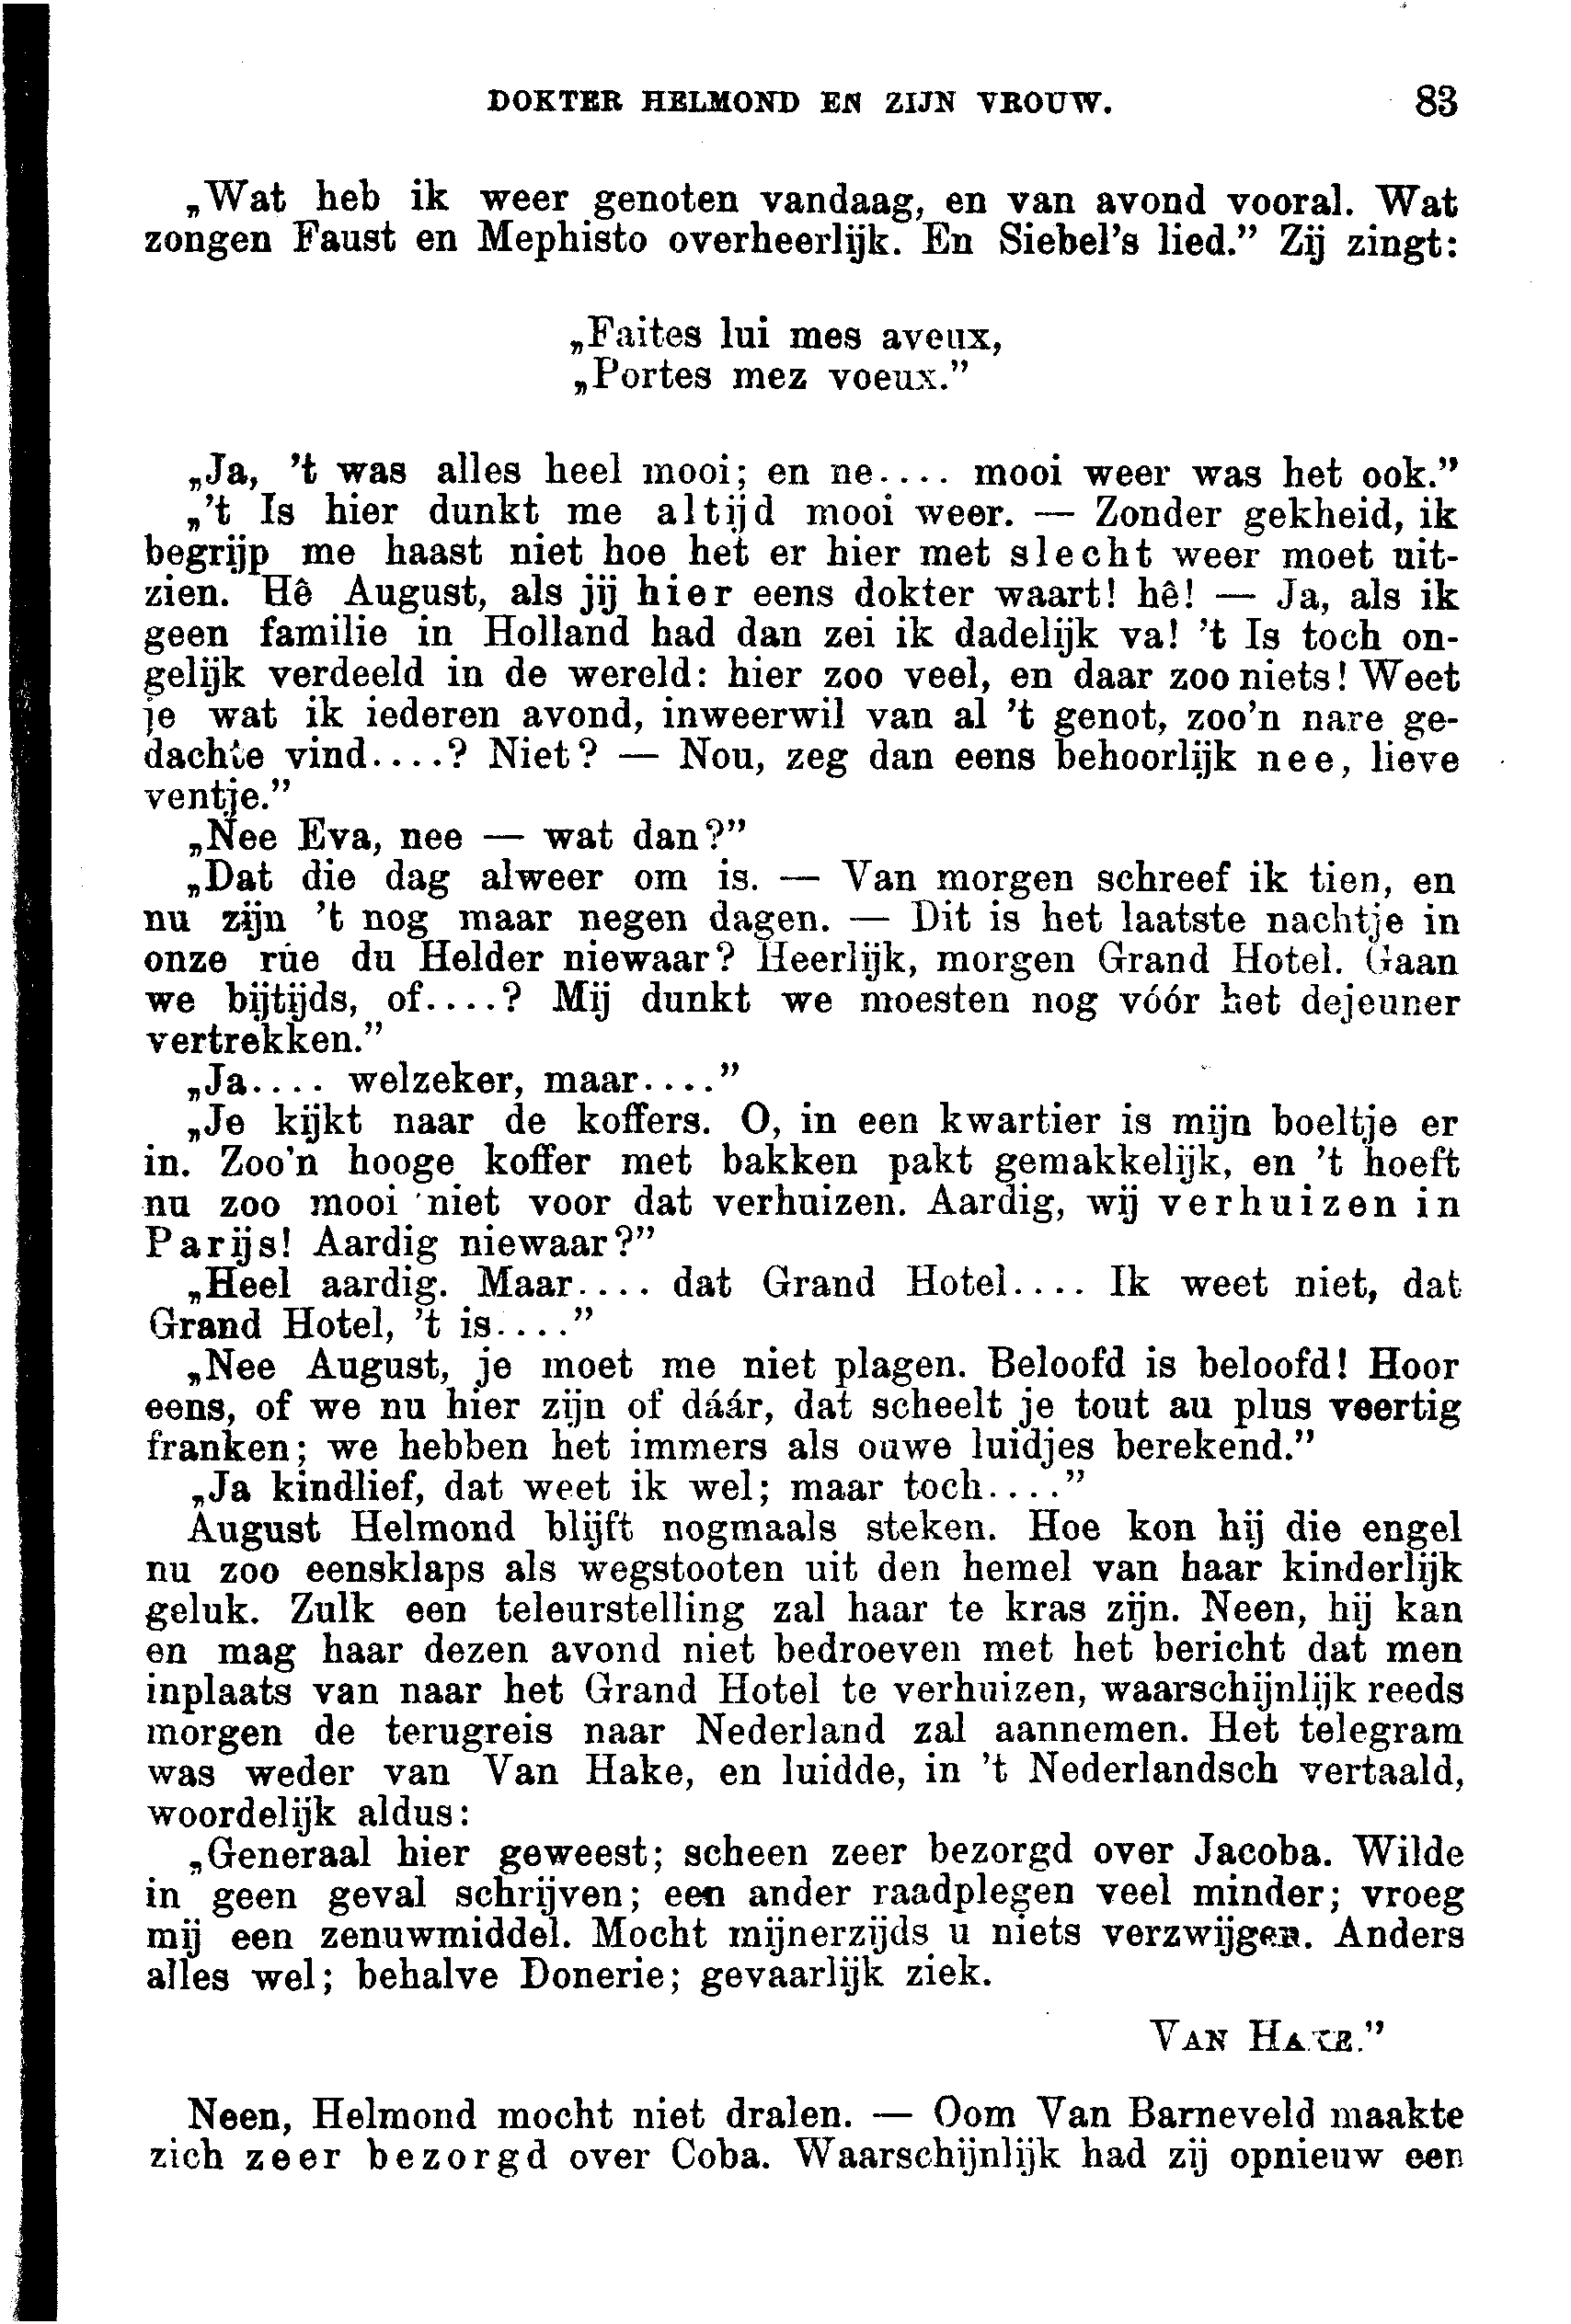 DOKTER HELMOND EN ZIJN VROUW. 83
„Wat heb ik weer genoten vandaag, en van avond vooral. Wat
zongen Faust en Mephisto overheerlijk. En Siebel's lied.” Zij zingt:
„Faites lui mes aveux,
„Portes mez voeux.”
„Ja, 't was alles heel mooi; en ne.... mooi weer was het ook.”
„'t Is hier dunkt me altijd mooi weer. — Zonder gekheid, ik
begrijp me haast niet hoe het er hier met slecht weer moet uit-
zien. Hê August, als jij hier eens dokter waart! hê! — Ja, als ik
geen familie in Holland had dan zei ik dadelijk va! 't Is toch on-
gelijk verdeeld in de wereld: hier zoo veel, en daar zoo niets! Weet
je wat ik iederen avond, inweerwil van al 't genot, zoo'n nare ge-
dachte vind....? Niet? — Nou, zeg dan eens behoorlijk nee, lieve
ventje.”
„Nee Eva, nee — wat dan?”
„Dat die dag alweer om is. — Van morgen schreef ik tien, en
nu zijn 't nog maar negen dagen. — Dit is het laatste nachtje in
onze rue du Helder niewaar? Heerlijk, morgen Grand Hotel. Gaan
we bijtijds, of....? Mij dunkt we moesten nog vóór het dejeuner
vertrekken.”
„Ja.... welzeker, maar....”
„Je kijkt naar de koffers. O, in een kwartier is mijn boeltje er
in. Zoo'n hooge koffer met bakken pakt gemakkelijk, en 't hoeft
nu zoo mooi niet voor dat verhuizen. Aardig, wij verhuizen in
Parijs! Aardig niewaar?”
„Heel aardig. Maar.... dat Grand Hotel.... Ik weet niet, dat
Grand Hotel, 't is....”
„Nee August, je moet me niet plagen. Beloofd is beloofd! Hoor
eens, of we nu hier zijn of dáár, dat scheelt je tout au plus veertig
franken; we hebben het immers als ouwe luidjes berekend.”
„Ja kindlief, dat weet ik wel; maar toch....”
August Helmond blijft nogmaals steken. Hoe kon hij die engel
nu zoo eensklaps als wegstooten uit den hemel van haar kinderlijk
geluk. Zulk een teleurstelling zal haar te kras zijn. Neen, hij kan
en mag haar dezen avond niet bedroeven met het bericht dat men
inplaats van naar het Grand Hotel te verhuizen, waarschijnlijk reeds
morgen de terugreis naar Nederland zal aannemen. Het telegram
was weder van Van Hake, en luidde, in 't Nederlandsch vertaald,
woordelijk aldus:
„Generaal hier geweest; scheen zeer bezorgd over Jacoba. Wilde
in geen geval schrijven; een ander raadplegen veel minder; vroeg
mij een zenuwmiddel. Mocht mijnerzijds u niets verzwijgen. Anders
alles wel; behalve Donerie; gevaarlijk ziek.
VAN HAKE.”
Neen, Helmond mocht niet dralen. — Oom Van Barneveld maakte
zich zeer bezorgd over Coba. Waarschijnlijk had zij opnieuw een